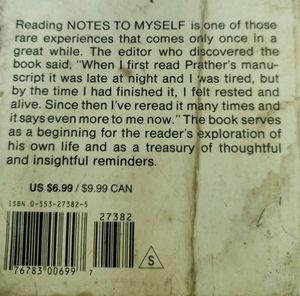 Reading NOTES TO MYSELF is one of those
rare experiences that comes only once in a
great while. The editor who discovered the
book said, "When I first read Prather's manu-
script it was late at night and I was tired, but
by the time I had finished it, I felt rested and
alive. Since then I've reread it many times and
it says even more to me now." The book serves
as a beginning for the reader's exploration of
his own life and as a treasury of thoughtful
and insightful reminders.
US $6.99 / $9.99 CAN
ISBN 0-553-27382-5
27382
76783 00699 7
S